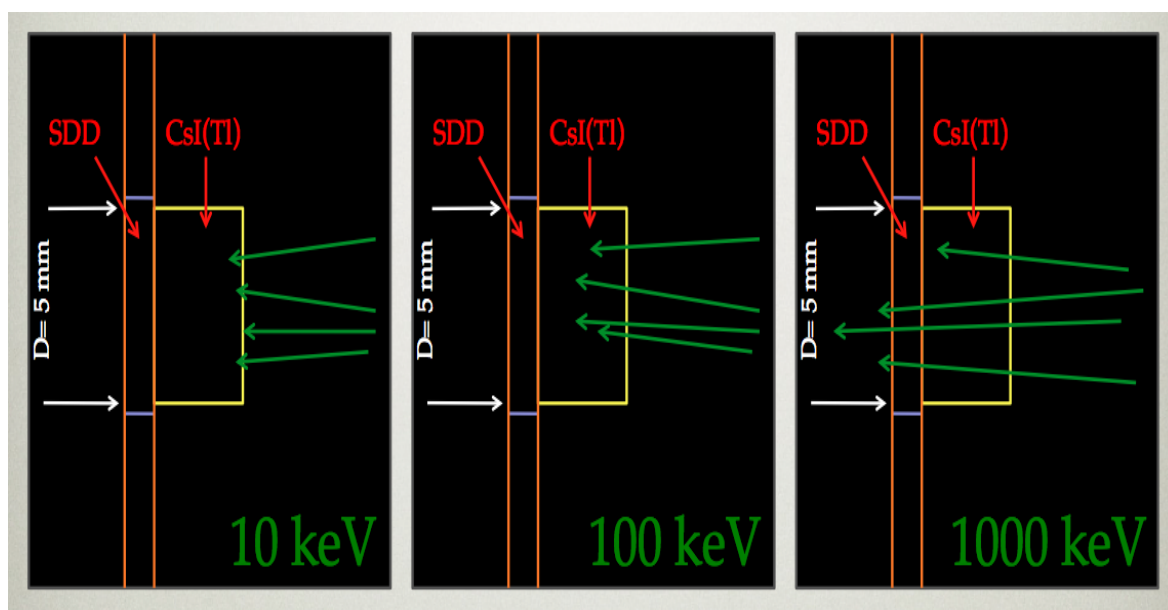 SDD
CsI(Tl)
D= 5 mm
10 keV
SDD
CsI(Tl)
D= 5 mm
100 keV
SDD
CsI(Tl)
D= 5 mm
1000 keV